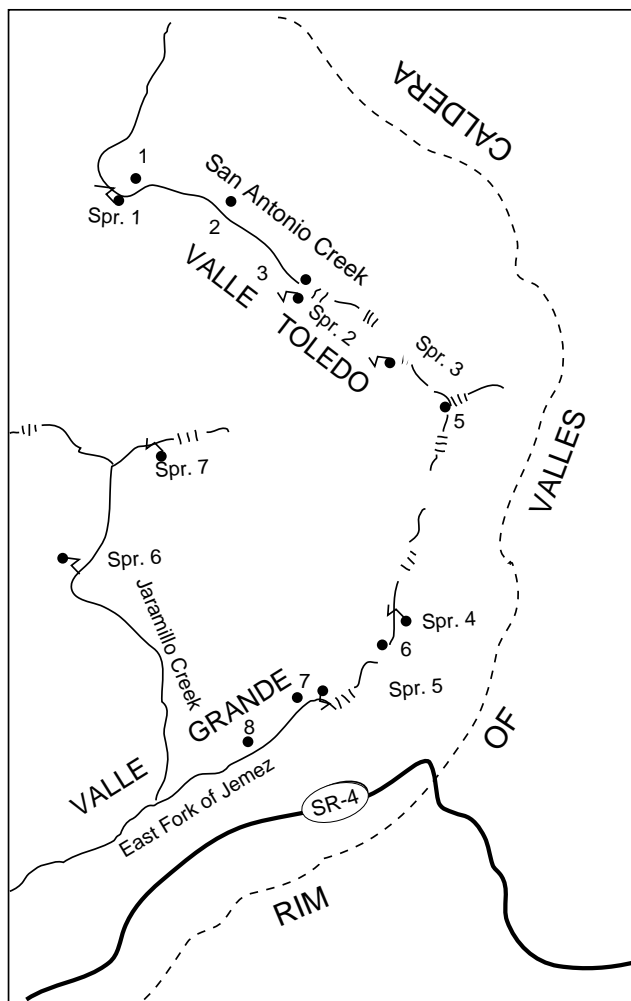 CALDERA
1
San Antonio Creek
Spr. 1
2
VALLE TOLEDO
3
Spr. 2
Spr. 3
5
VALLES
Spr. 7
Spr. 6
Jaramillo Creek
Spr. 4
6
7
Spr. 5
VALLE GRANDE
8
OF
East Fork of Jemez
SR-4
RIM